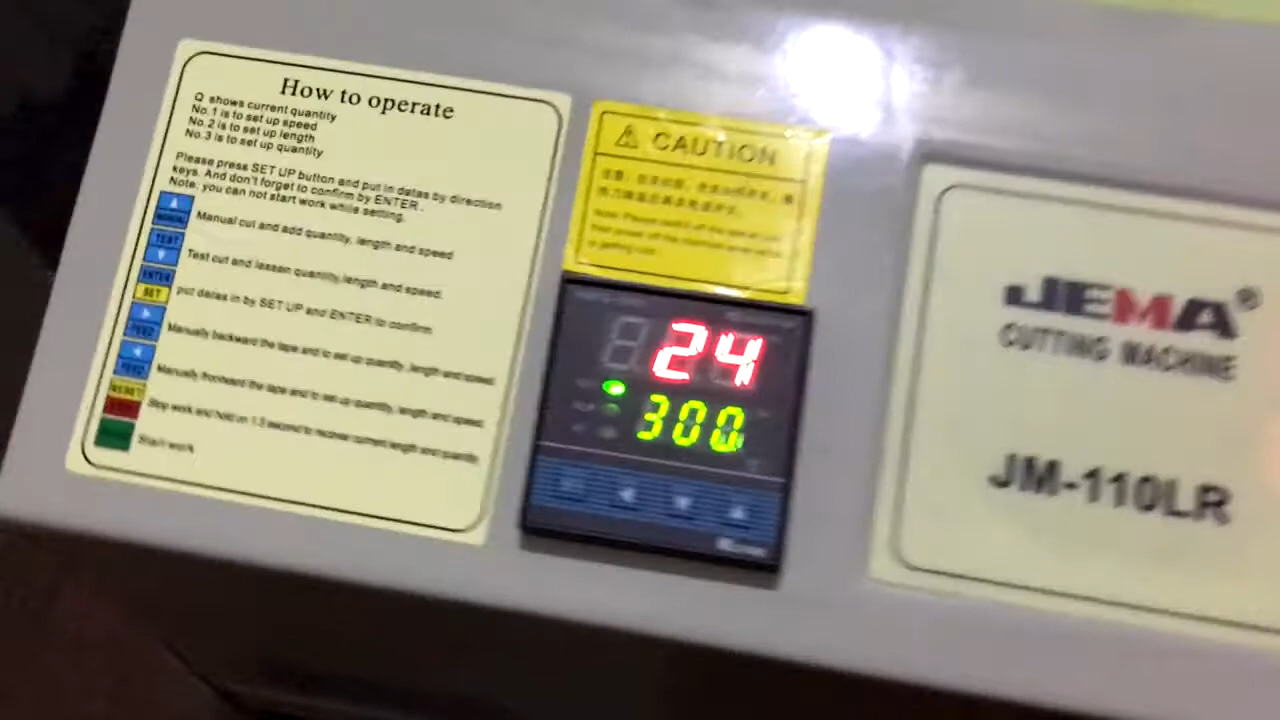 How to operate
Q shows current quantity
No.1 is to set up speed
No.2 is to set up length
No.3 is to set up quantity
Please press SET UP button and put in datas by direction
keys. And don't forget to confirm by ENTER.
Note: you can not start work while setting.
MANUAL
Manual cut and add quantity, length and speed
TEST
Test cut and lessen quantity, length and speed.
ENTER
SET
put datas in by SET UP and ENTER to confirm
FEED
Manually backward the tape and to set up quantity, length and speed
FEED
Manually frontward the tape and to set up quantity, length and speed.
RESET
Stop work and hold on 1.5 second to recover current length and quantity
Start work
CAUTION
24
300
JEMA®
CUTTING MACHINE
JM-110LR